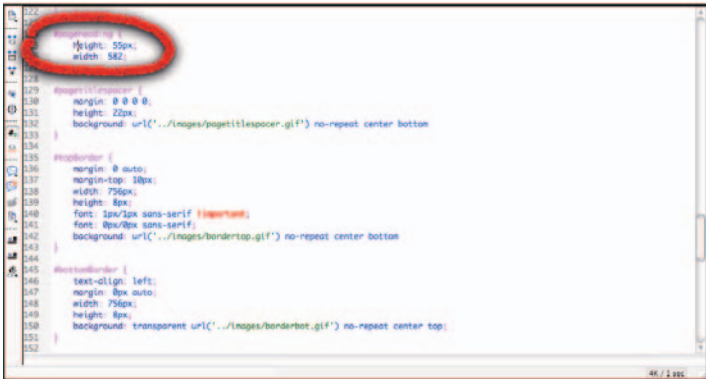 122
#pageheading {
height: 55px;
width: 582;
128
129 #pagetitlespacer {
130 margin: 0 0 0 0;
131 height: 22px;
132 background: url('../images/pagetitlespacer.gif') no-repeat center bottom
133 }
134
135 #topborder {
136 margin: 0 auto;
137 margin-top: 10px;
138 width: 756px;
139 height: 8px;
140 font: 1px/1px sans-serif !important;
141 font: 0px/0px sans-serif;
142 background: url('../images/bordertop.gif') no-repeat center bottom
143 }
144
145 #bottomborder {
146 text-align: left;
147 margin: 0px auto;
148 width: 756px;
149 height: 8px;
150 background: transparent url('../images/borderbot.gif') no-repeat center top;
151 }
152
4K / 1 sec